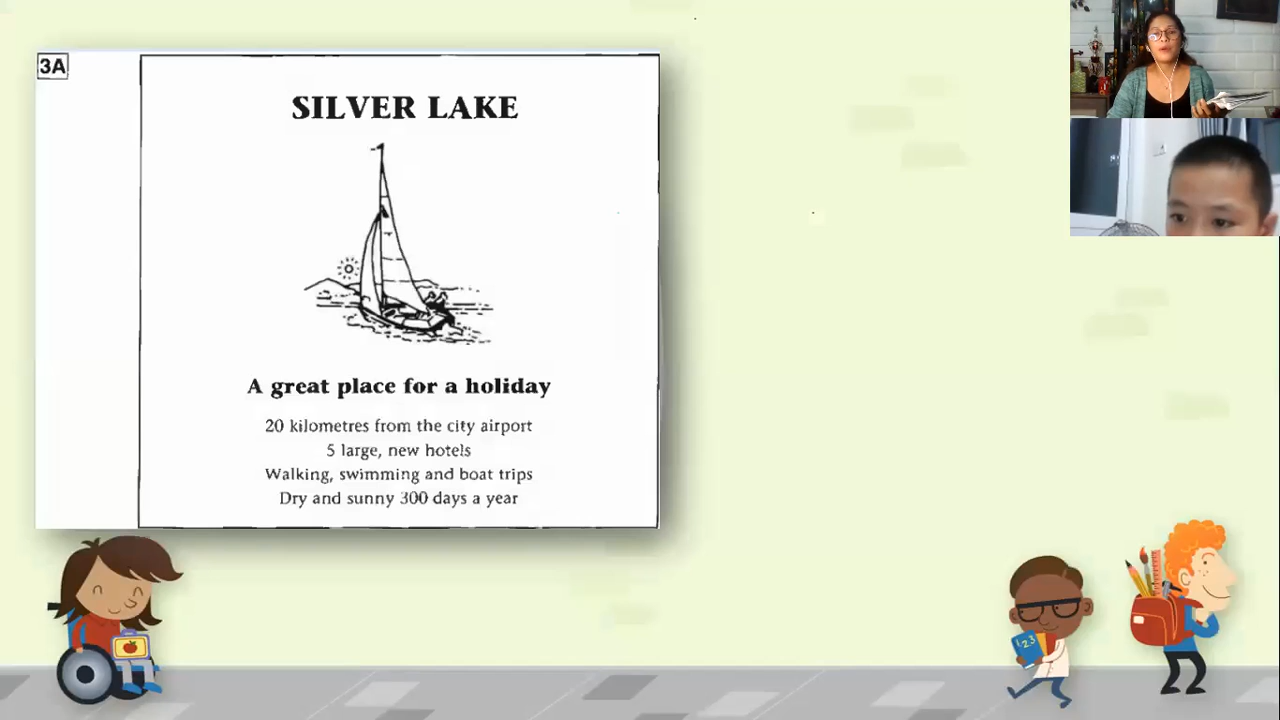 3A
SILVER LAKE
A great place for a holiday
20 kilometres from the city airport
5 large, new hotels
Walking, swimming and boat trips
Dry and sunny 300 days a year
123